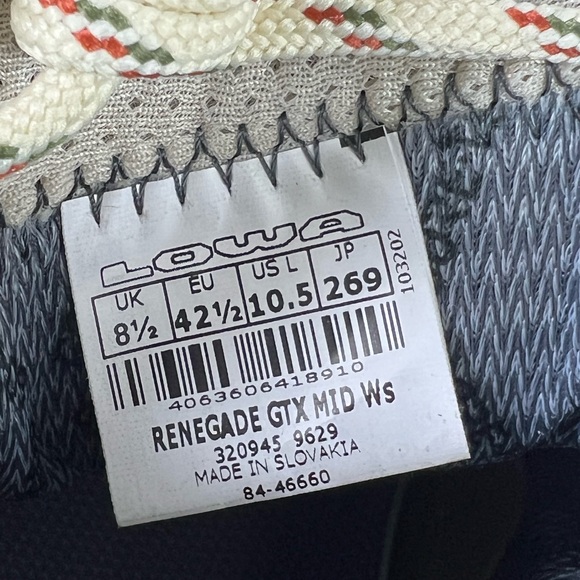 LOWA
UK EU US L JP
8½ 42½ 10.5 269
103202
4063606418910
RENEGADE GTX MID Ws
320945 9629
MADE IN SLOVAKIA
84-46660